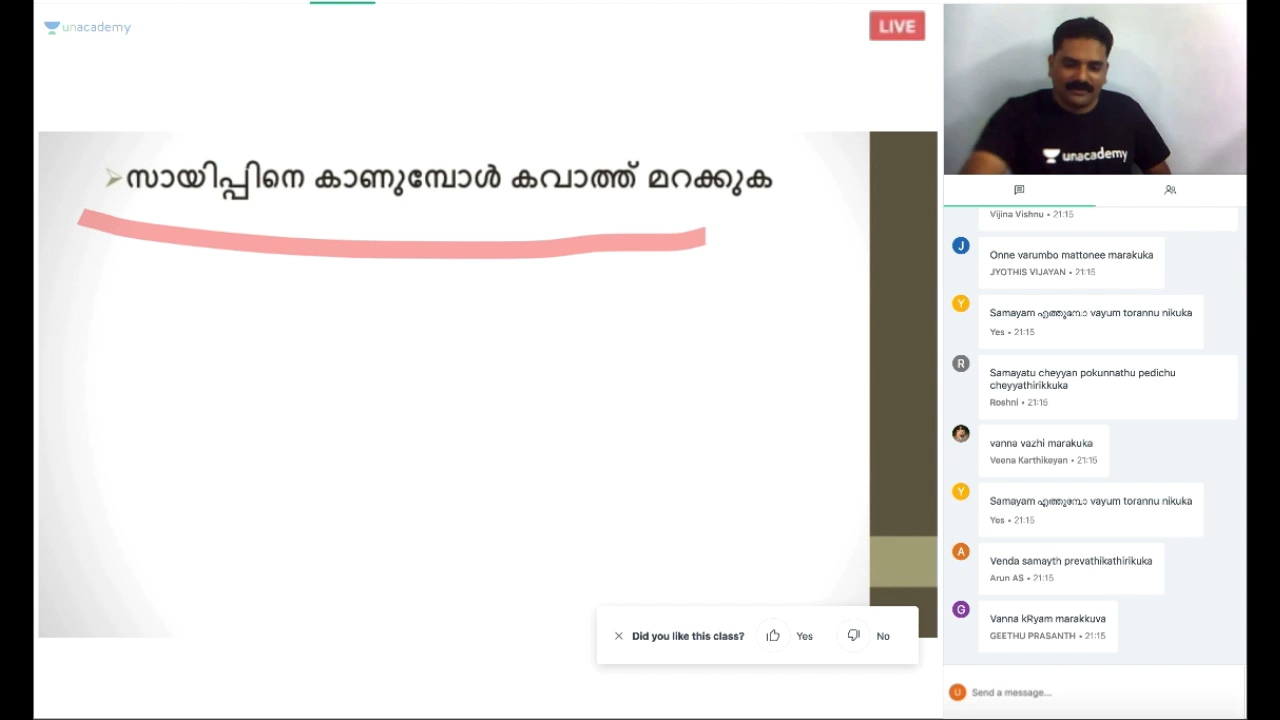 unacademy
LIVE
സായിപ്പിനെ കാണുമ്പോൾ കവാത്ത് മറക്കുക
Did you like this class?
Yes
No
unacademy
Vijina Vishnu • 21:15
J
Onne varumbo mattonee marakuka
JYOTHIS VIJAYAN • 21:15
Y
Samayam എത്തുമ്പോ vayum torannu nikuka
Yes • 21:15
R
Samayatu cheyyan pokunnathu pedichu
cheyyathirikkuka
Roshni • 21:15
vanna vazhi marakuka
Veena Karthikeyan • 21:15
Y
Samayam എത്തുമ്പോ vayum torannu nikuka
Yes • 21:15
A
Venda samayth prevathikathirikuka
Arun AS • 21:15
G
Vanna kRyam marakkuva
GEETHU PRASANTH • 21:15
U
Send a message...